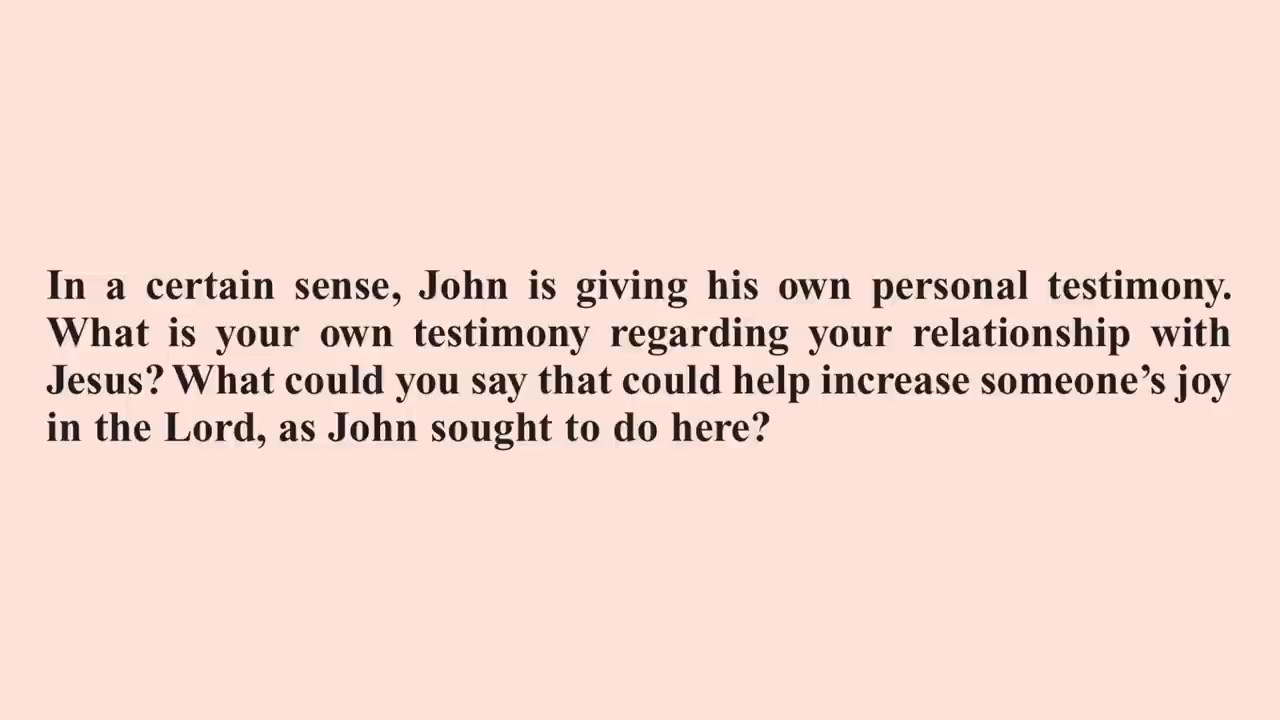 In a certain sense, John is giving his own personal testimony.
What is your own testimony regarding your relationship with
Jesus? What could you say that could help increase someone’s joy
in the Lord, as John sought to do here?